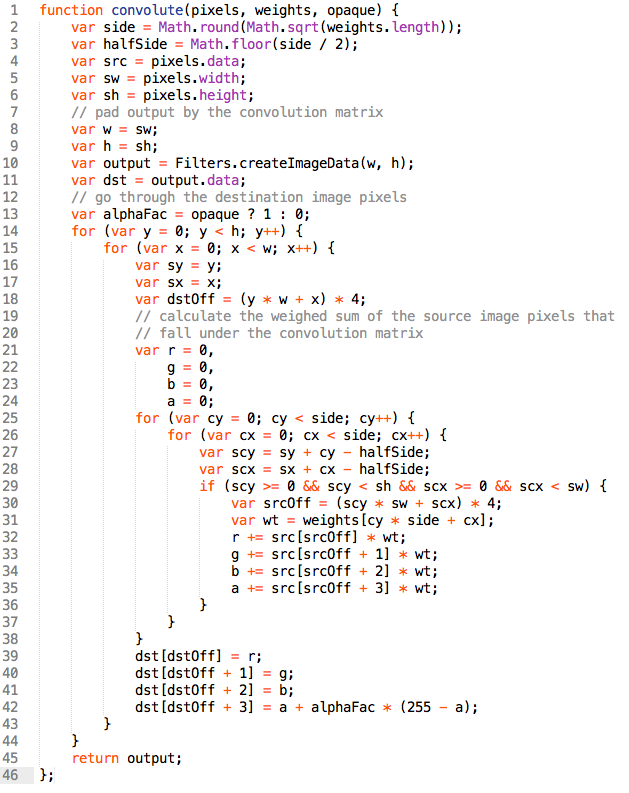 1 function convolute(pixels, weights, opaque) {
2     var side = Math.round(Math.sqrt(weights.length));
3     var halfSide = Math.floor(side / 2);
4     var src = pixels.data;
5     var sw = pixels.width;
6     var sh = pixels.height;
7     // pad output by the convolution matrix
8     var w = sw;
9     var h = sh;
10     var output = Filters.createImageData(w, h);
11     var dst = output.data;
12     // go through the destination image pixels
13     var alphaFac = opaque ? 1 : 0;
14     for (var y = 0; y < h; y++) {
15         for (var x = 0; x < w; x++) {
16             var sy = y;
17             var sx = x;
18             var dstOff = (y * w + x) * 4;
19             // calculate the weighed sum of the source image pixels that
20             // fall under the convolution matrix
21             var r = 0,
22                 g = 0,
23                 b = 0,
24                 a = 0;
25             for (var cy = 0; cy < side; cy++) {
26                 for (var cx = 0; cx < side; cx++) {
27                     var scy = sy + cy - halfSide;
28                     var scx = sx + cx - halfSide;
29                     if (scy >= 0 && scy < sh && scx >= 0 && scx < sw) {
30                         var srcOff = (scy * sw + scx) * 4;
31                         var wt = weights[cy * side + cx];
32                         r += src[srcOff] * wt;
33                         g += src[srcOff + 1] * wt;
34                         b += src[srcOff + 2] * wt;
35                         a += src[srcOff + 3] * wt;
36                     }
37                 }
38             }
39             dst[dstOff] = r;
40             dst[dstOff + 1] = g;
41             dst[dstOff + 2] = b;
42             dst[dstOff + 3] = a + alphaFac * (255 - a);
43         }
44     }
45     return output;
46 };